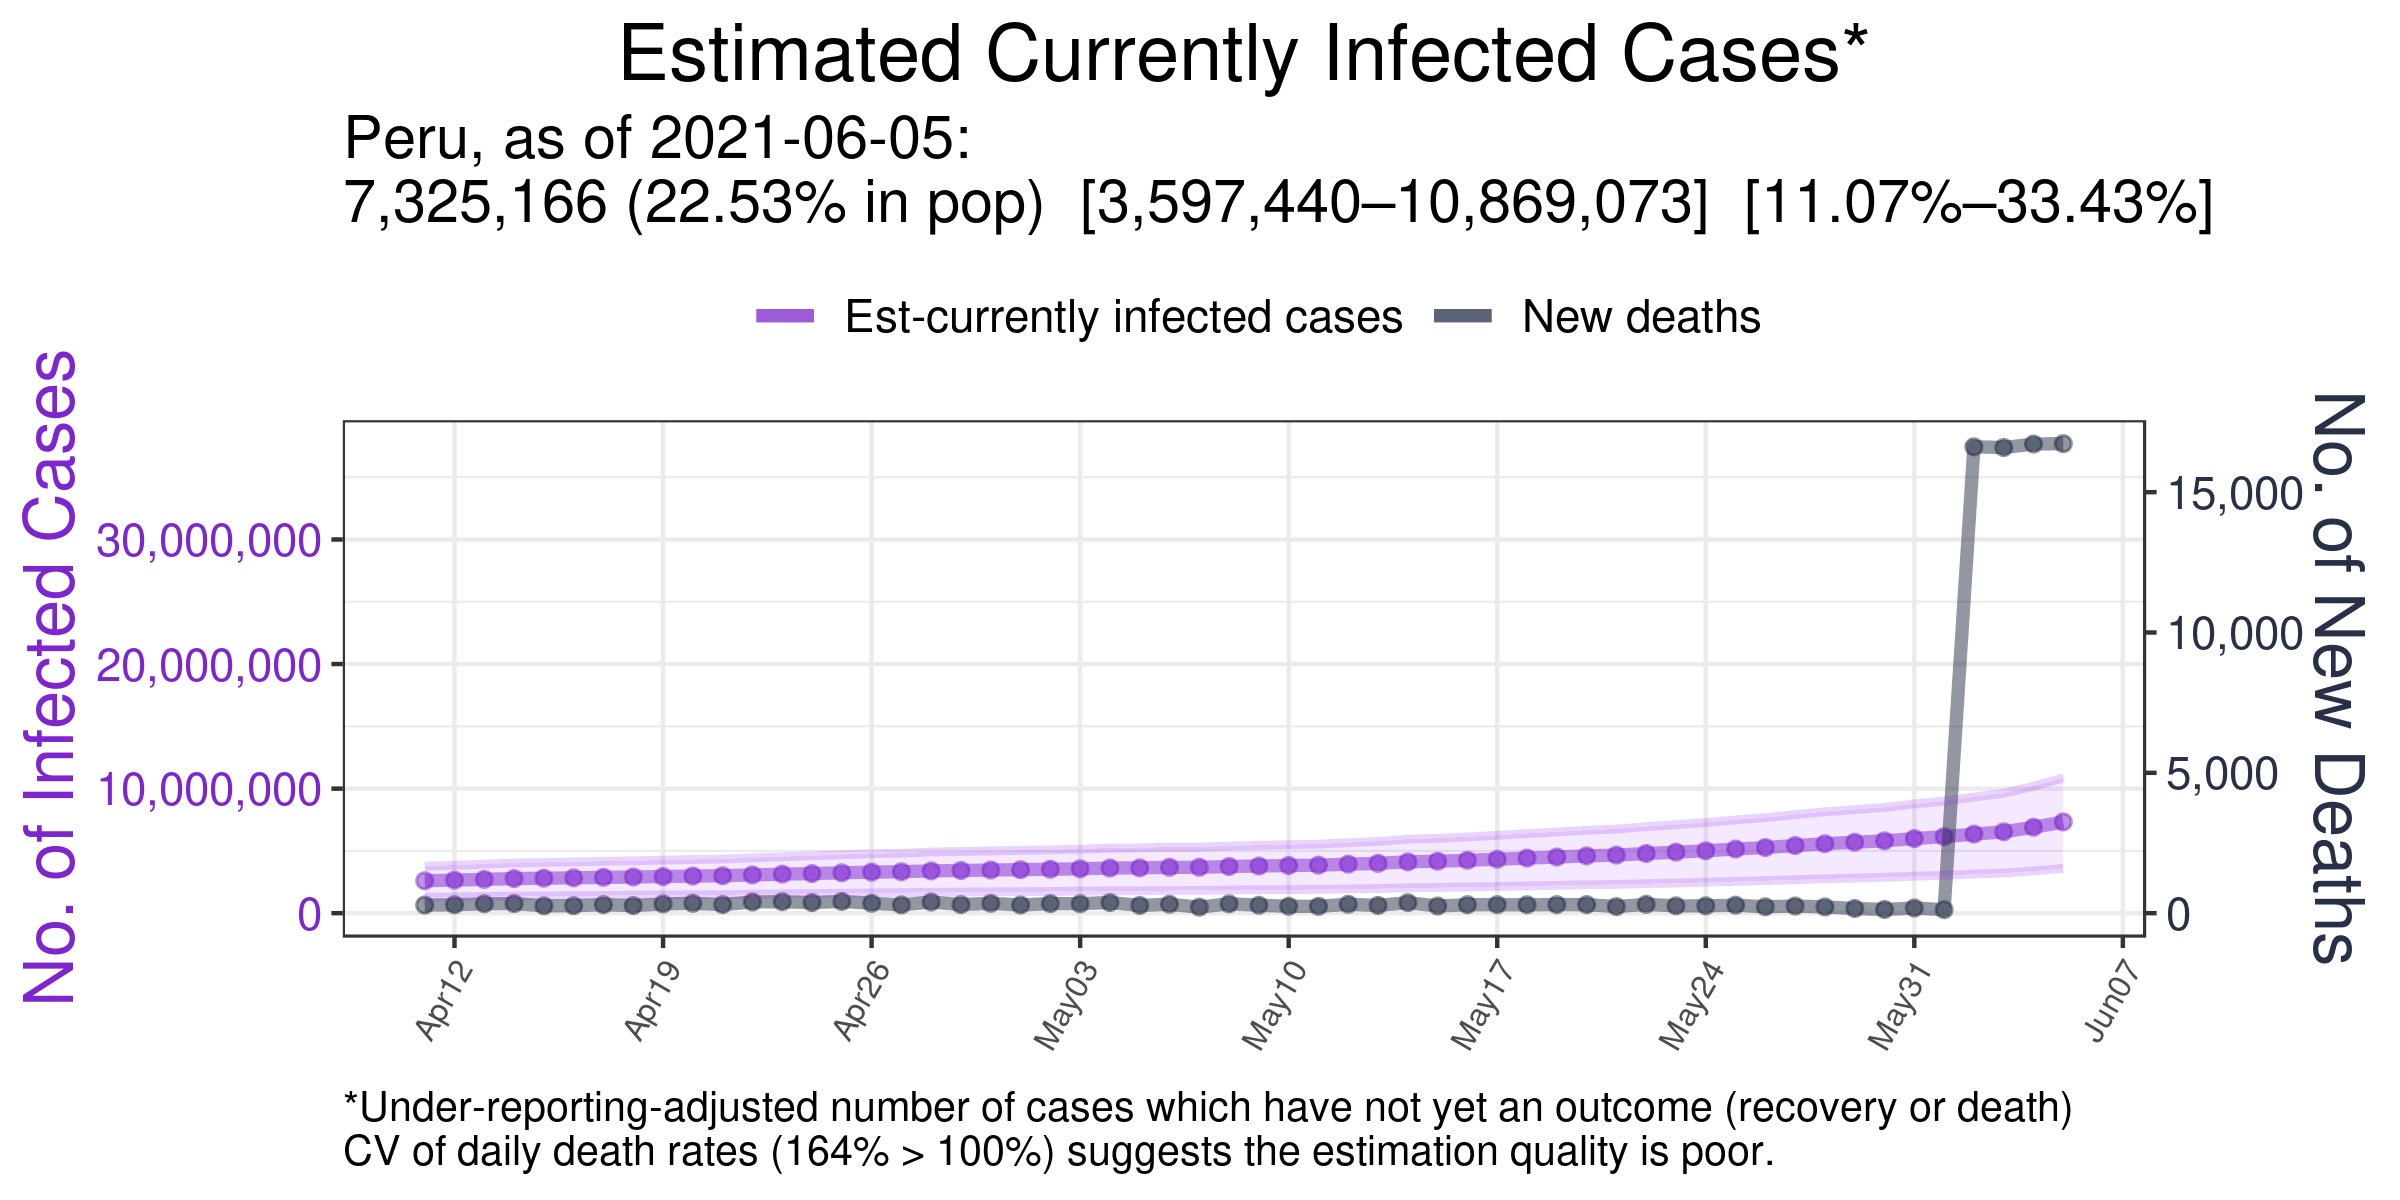 Estimated Currently Infected Cases*
Peru, as of 2021-06-05:
7,325,166 (22.53% in pop)  [3,597,440–10,869,073]  [11.07%–33.43%]
Est-currently infected cases
New deaths
No. of Infected Cases
30,000,000
20,000,000
10,000,000
0
15,000
10,000
5,000
0
No. of New Deaths
Apr12
Apr19
Apr26
May03
May10
May17
May24
May31
Jun07
*Under-reporting-adjusted number of cases which have not yet an outcome (recovery or death)
CV of daily death rates (164% > 100%) suggests the estimation quality is poor.